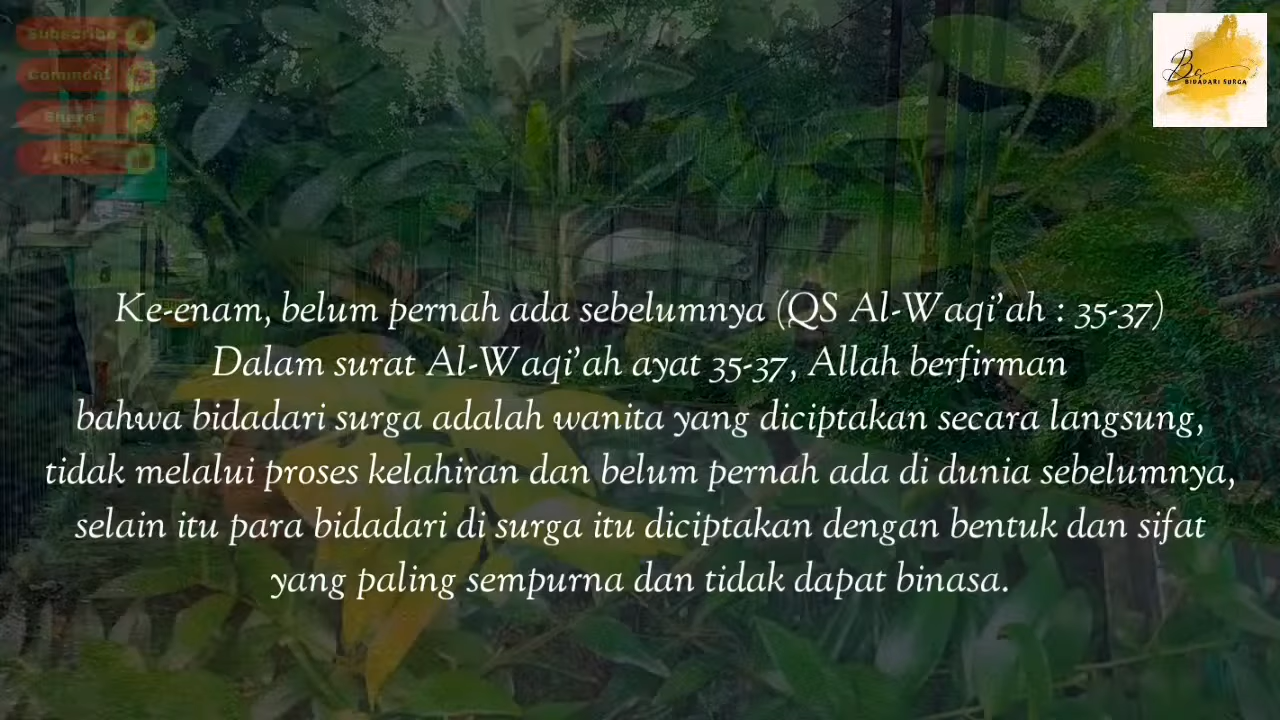 Subscribe
Comment
Share
Like
BIDADARI SURGA
Ke-enam, belum pernah ada sebelumnya (QS Al-Waqi'ah : 35-37)
Dalam surat Al-Waqi'ah ayat 35-37, Allah berfirman
bahwa bidadari surga adalah wanita yang diciptakan secara langsung,
tidak melalui proses kelahiran dan belum pernah ada di dunia sebelumnya,
selain itu para bidadari di surga itu diciptakan dengan bentuk dan sifat
yang paling sempurna dan tidak dapat binasa.